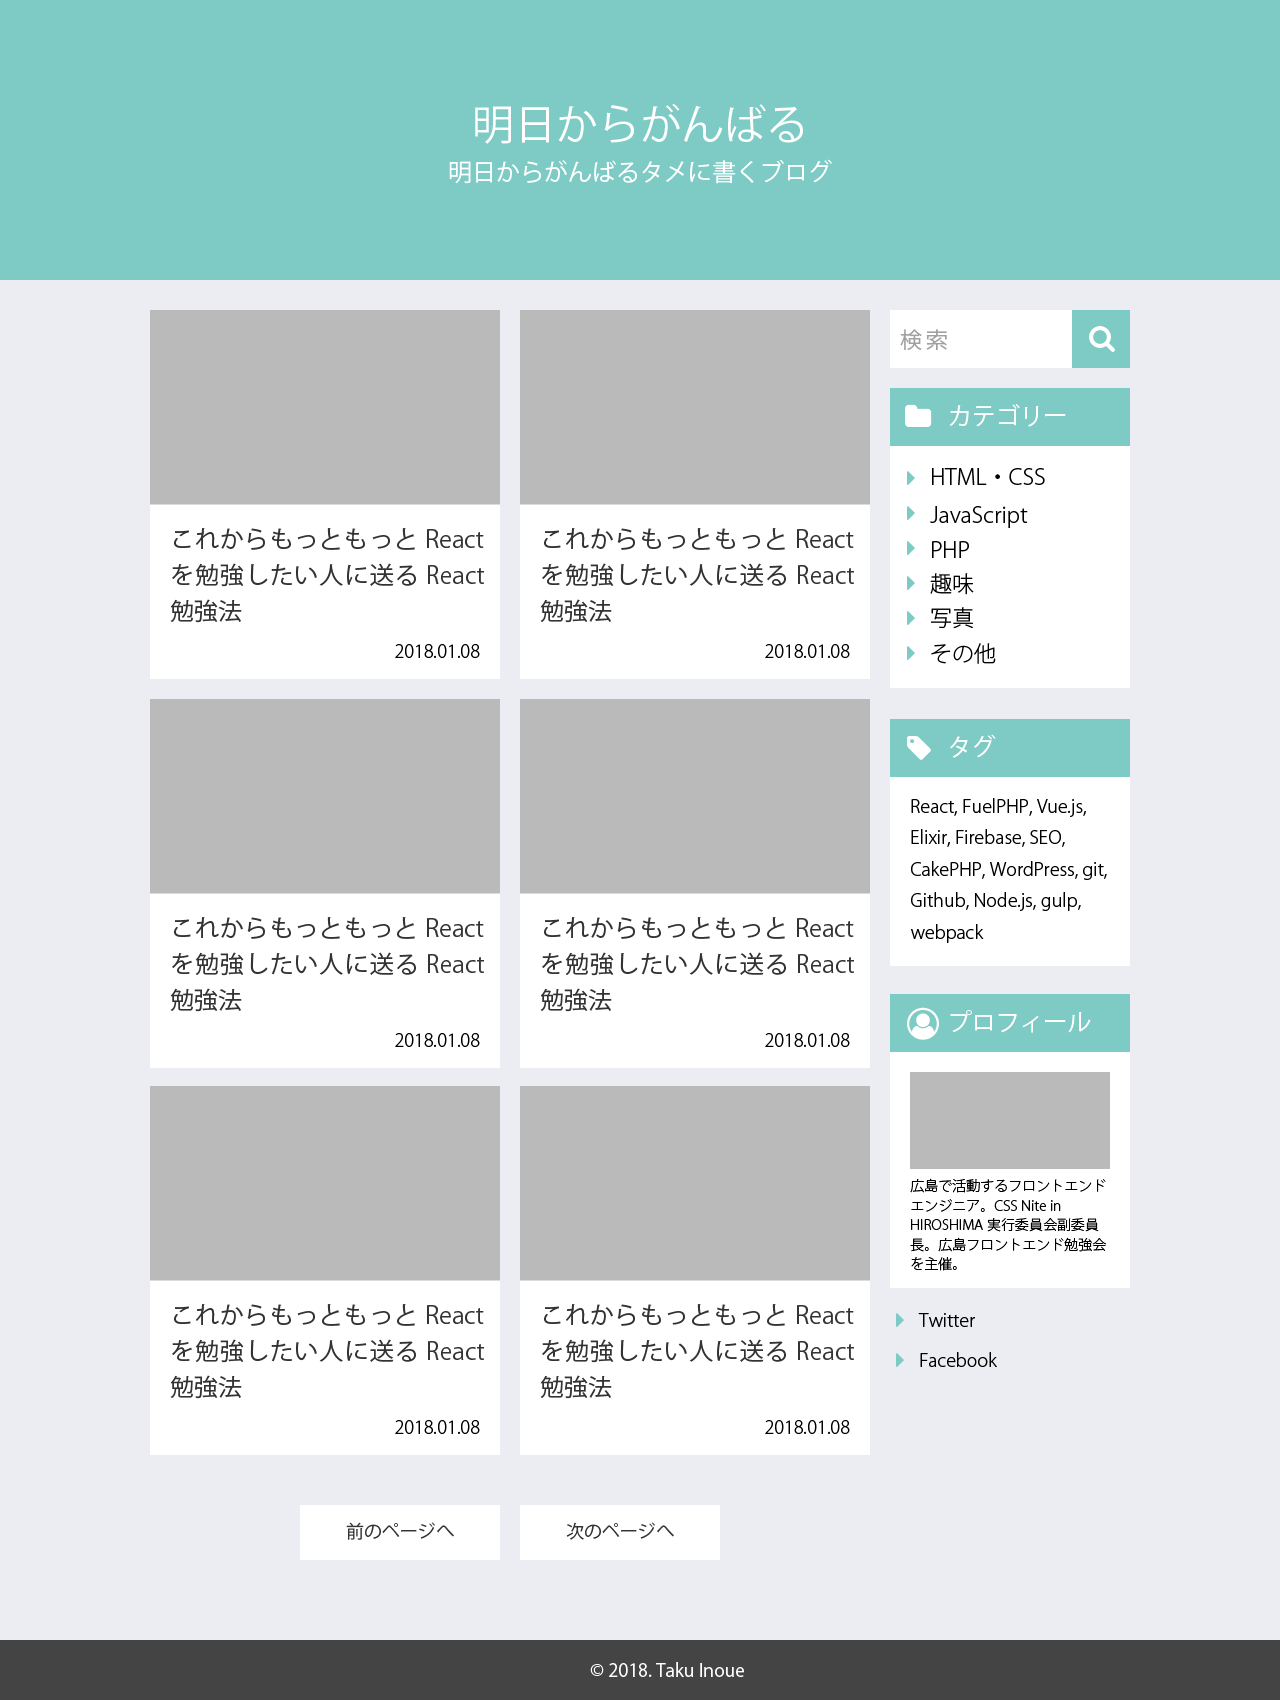 明日からがんばる
明日からがんばるタメに書くブログ
これからもっともっと React
を勉強したい人に送る React
勉強法
2018.01.08
これからもっともっと React
を勉強したい人に送る React
勉強法
2018.01.08
これからもっともっと React
を勉強したい人に送る React
勉強法
2018.01.08
これからもっともっと React
を勉強したい人に送る React
勉強法
2018.01.08
これからもっともっと React
を勉強したい人に送る React
勉強法
2018.01.08
これからもっともっと React
を勉強したい人に送る React
勉強法
2018.01.08
前のページへ
次のページへ
検索
カテゴリー
HTML・CSS
JavaScript
PHP
趣味
写真
その他
タグ
React, FuelPHP, Vue.js,
Elixir, Firebase, SEO,
CakePHP, WordPress, git,
Github, Node.js, gulp,
webpack
プロフィール
広島で活動するフロントエンド
エンジニア。CSS Nite in
HIROSHIMA 実行委員会副委員
長。広島フロントエンド勉強会
を主催。
Twitter
Facebook
© 2018. Taku Inoue